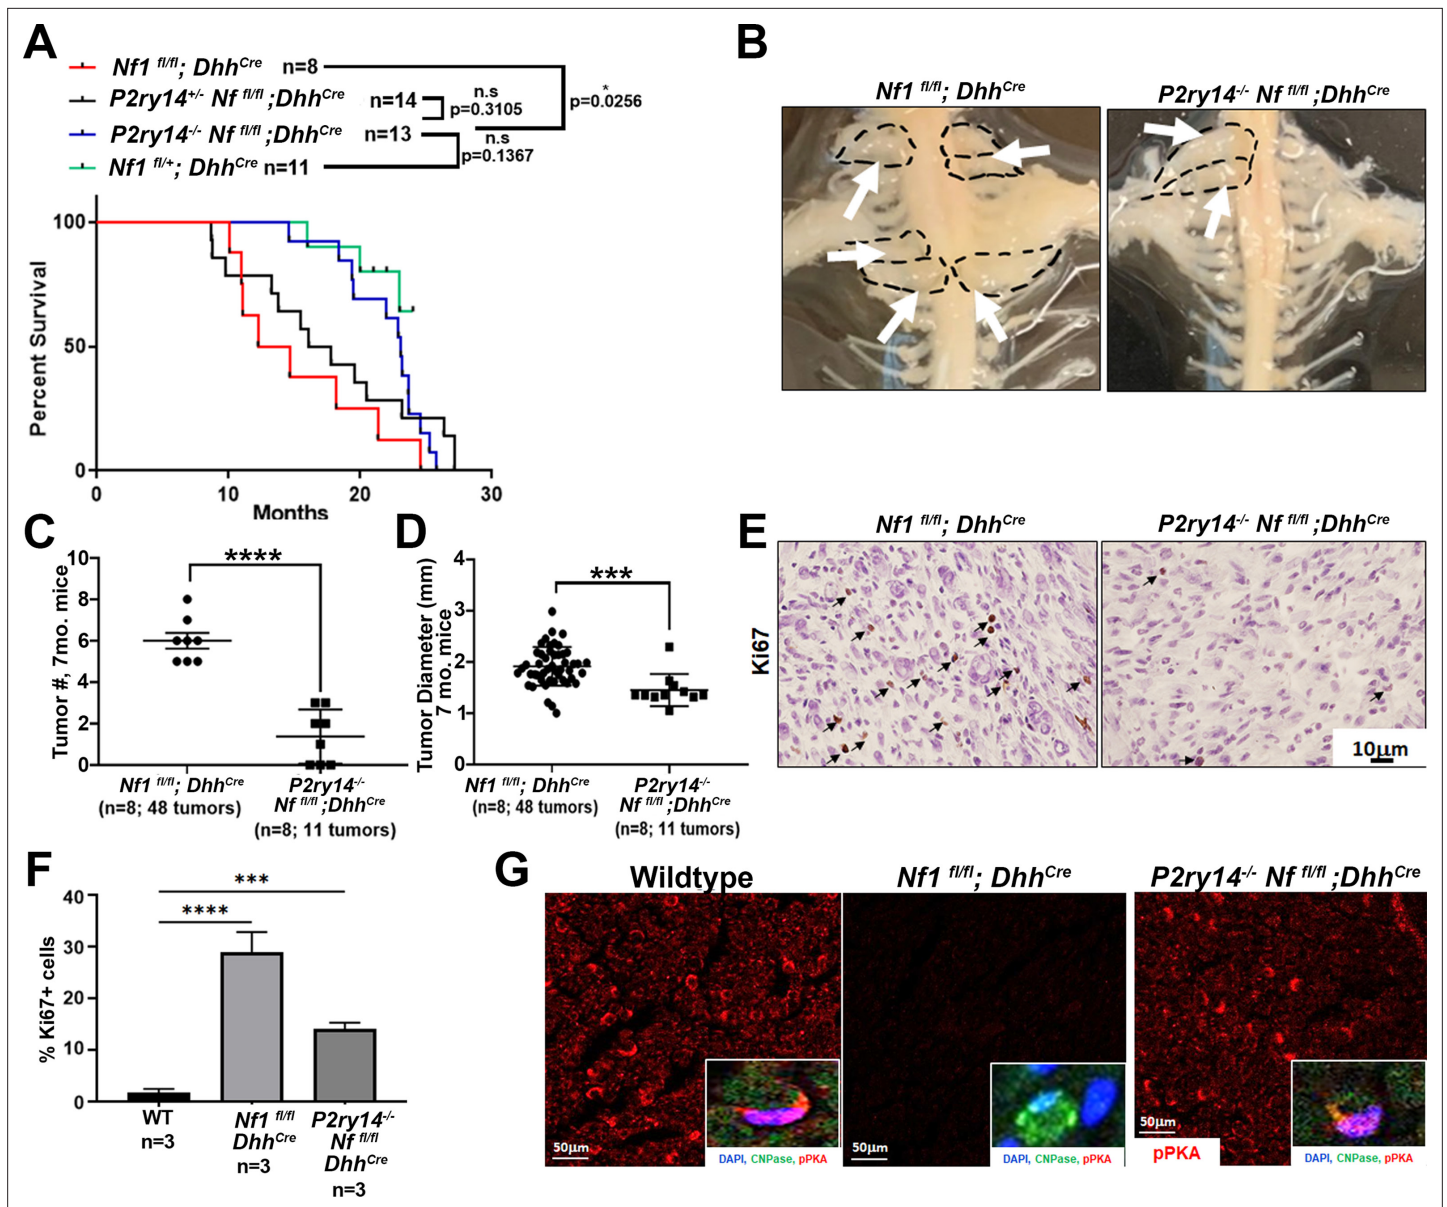 A
Nf1 fl/fl; DhhCre n=8
P2ry14+/- Nf fl/fl ;DhhCre n=14
P2ry14-/- Nf fl/fl ;DhhCre n=13
Nf1 fl/+; DhhCre n=11
n.s
p=0.3105
*
p=0.0256
n.s
p=0.1367
Percent Survival
100
50
0
0 10 20 30
Months
B
Nf1 fl/fl; DhhCre
P2ry14-/- Nf fl/fl ;DhhCre
C
Tumor #, 7mo. mice
10
8
6
4
2
0
****
Nf1 fl/fl; DhhCre
(n=8; 48 tumors)
P2ry14-/-
Nf fl/fl ;DhhCre
(n=8; 11 tumors)
D
Tumor Diameter (mm)
7 mo. mice
4
3
2
1
0
***
Nf1 fl/fl; DhhCre
(n=8; 48 tumors)
P2ry14-/-
Nf fl/fl ;DhhCre
(n=8; 11 tumors)
E
Nf1 fl/fl; DhhCre
P2ry14-/- Nf fl/fl ;DhhCre
Ki67
10μm
F
% Ki67+ cells
40
30
20
10
0
***
****
WT
n=3
Nf1 fl/fl
DhhCre
n=3
P2ry14-/-
Nf fl/fl
DhhCre
n=3
G
Wildtype
Nf1 fl/fl; DhhCre
P2ry14-/- Nf fl/fl ;DhhCre
50μm
DAPI, CNPase, pPKA
50μm
DAPI, CNPase, pPKA
50μm
pPKA
DAPI, CNPase, pPKA